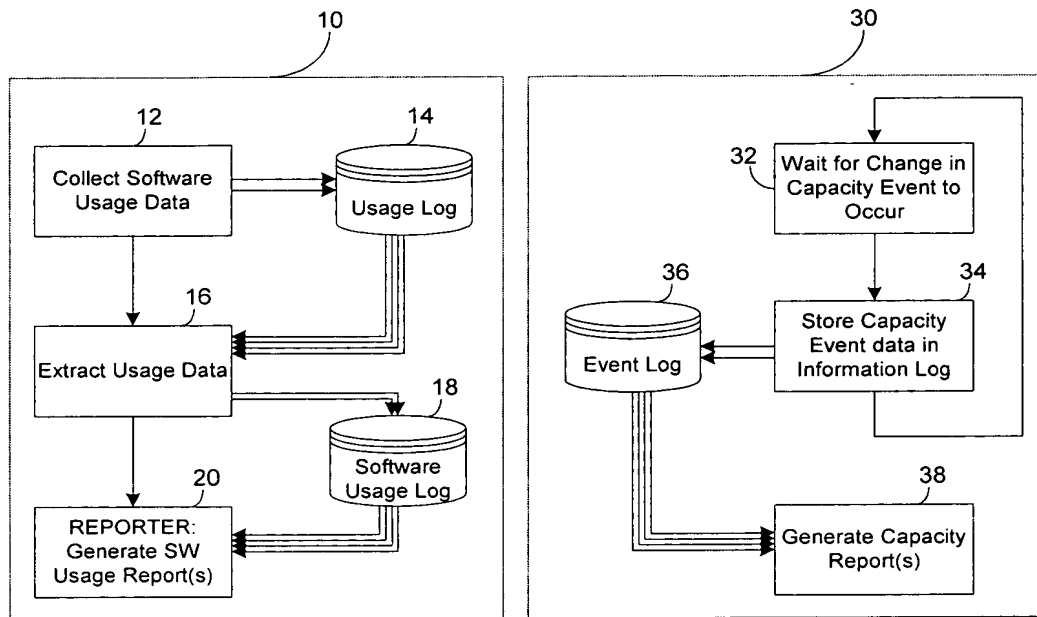 10
12
Collect Software
Usage Data
14
Usage Log
16
Extract Usage Data
18
Software
Usage Log
20
REPORTER:
Generate SW
Usage Report(s)
30
32
Wait for Change in
Capacity Event to
Occur
34
Store Capacity
Event data in
Information Log
36
Event Log
38
Generate Capacity
Report(s)